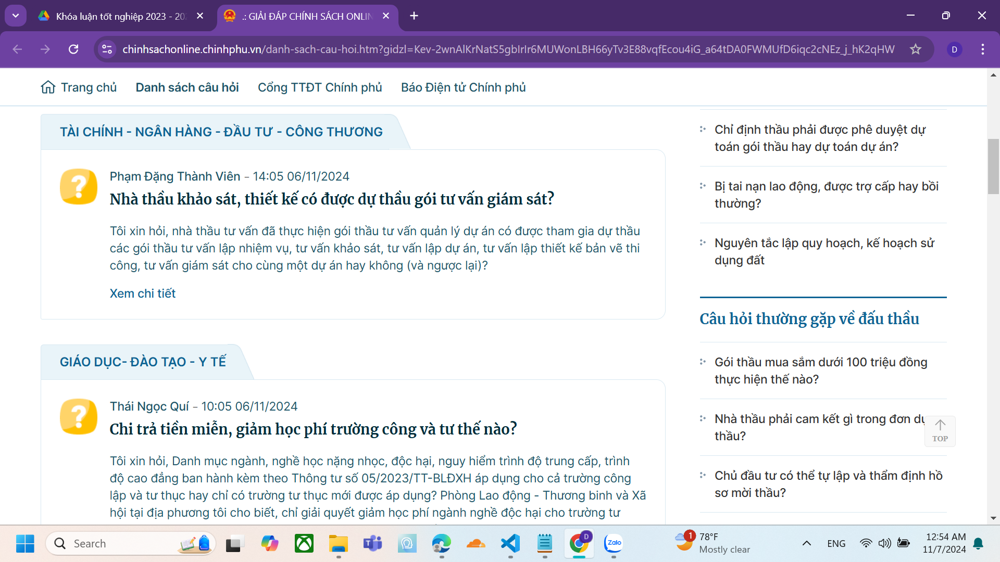 Khóa luận tốt nghiệp 2023 - 20
.: GIẢI ĐÁP CHÍNH SÁCH ONLIN
chinhsachonline.chinhphu.vn/danh-sach-cau-hoi.htm?gidzl=Kev-2wnAlKrNatS5gbIrIr6MUWonLBH66yTv3E88vqfEcou4iG_a64tDA0FWMUfD6iqc2cNEz_j_hK2qHW
D
Trang chủ
Danh sách câu hỏi
Cổng TTĐT Chính phủ
Báo Điện tử Chính phủ
TÀI CHÍNH - NGÂN HÀNG - ĐẦU TƯ - CÔNG THƯƠNG
Phạm Đặng Thành Viên - 14:05 06/11/2024
Nhà thầu khảo sát, thiết kế có được dự thầu gói tư vấn giám sát?
Tôi xin hỏi, nhà thầu tư vấn đã thực hiện gói thầu tư vấn quản lý dự án có được tham gia dự thầu
các gói thầu tư vấn lập nhiệm vụ, tư vấn khảo sát, tư vấn lập dự án, tư vấn lập thiết kế bản vẽ thi
công, tư vấn giám sát cho cùng một dự án hay không (và ngược lại)?
Xem chi tiết
GIÁO DỤC- ĐÀO TẠO - Y TẾ
Thái Ngọc Quí - 10:05 06/11/2024
Chi trả tiền miễn, giảm học phí trường công và tư thế nào?
Tôi xin hỏi, Danh mục ngành, nghề học nặng nhọc, độc hại, nguy hiểm trình độ trung cấp, trình
độ cao đẳng ban hành kèm theo Thông tư số 05/2023/TT-BLĐXH áp dụng cho cả trường công
lập và tư thục hay chỉ có trường tư thục mới được áp dụng? Phòng Lao động - Thương binh và Xã
hội tại địa phương tôi cho biết, chỉ giải quyết giảm học phí ngành nghề độc hại cho trường tư
Chỉ định thầu phải được phê duyệt dự
toán gói thầu hay dự toán dự án?
Bị tai nạn lao động, được trợ cấp hay bồi
thường?
Nguyên tắc lập quy hoạch, kế hoạch sử
dụng đất
Câu hỏi thường gặp về đấu thầu
Gói thầu mua sắm dưới 100 triệu đồng
thực hiện thế nào?
Nhà thầu phải cam kết gì trong đơn dự
thầu?
TOP
Chủ đầu tư có thể tự lập và thẩm định hồ
sơ mời thầu?
Search
D
Zalo
1
78°F
Mostly clear
ENG
12:54 AM
11/7/2024